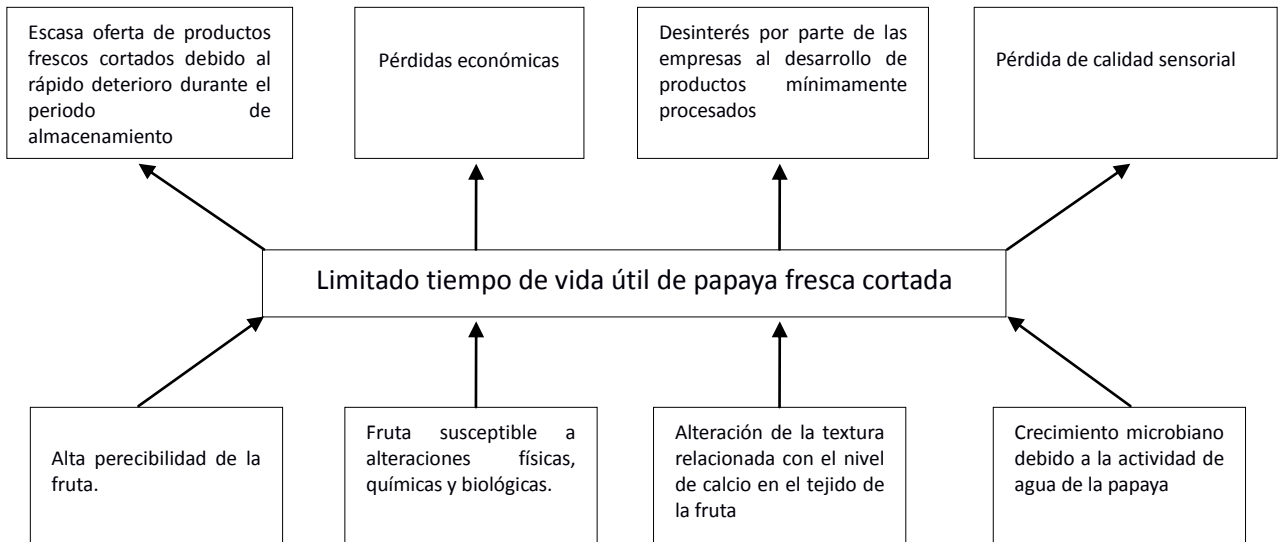 Escasa oferta de productos
frescos cortados debido al
rápido deterioro durante el
periodo de
almacenamiento
Pérdidas económicas
Desinterés por parte de las
empresas al desarrollo de
productos mínimamente
procesados
Pérdida de calidad sensorial
Limitado tiempo de vida útil de papaya fresca cortada
Alta perecibilidad de la
fruta.
Fruta susceptible a
alteraciones físicas,
químicas y biológicas.
Alteración de la textura
relacionada con el nivel
de calcio en el tejido de
la fruta
Crecimiento microbiano
debido a la actividad de
agua de la papaya